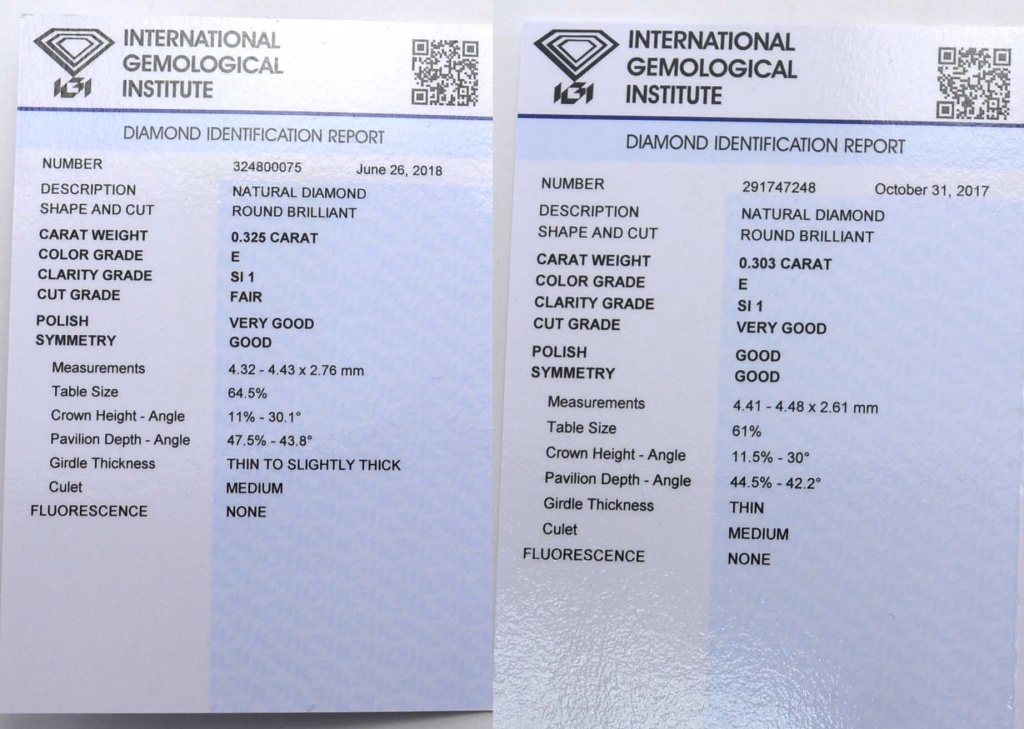 IGI
INTERNATIONAL
GEMOLOGICAL
INSTITUTE
DIAMOND IDENTIFICATION REPORT
NUMBER 324800075 June 26, 2018
DESCRIPTION NATURAL DIAMOND
SHAPE AND CUT ROUND BRILLIANT
CARAT WEIGHT 0.325 CARAT
COLOR GRADE E
CLARITY GRADE SI 1
CUT GRADE FAIR
POLISH VERY GOOD
SYMMETRY GOOD
Measurements 4.32 - 4.43 x 2.76 mm
Table Size 64.5%
Crown Height - Angle 11% - 30.1°
Pavilion Depth - Angle 47.5% - 43.8°
Girdle Thickness THIN TO SLIGHTLY THICK
Culet MEDIUM
FLUORESCENCE NONE
IGI
INTERNATIONAL
GEMOLOGICAL
INSTITUTE
DIAMOND IDENTIFICATION REPORT
NUMBER 291747248 October 31, 2017
DESCRIPTION NATURAL DIAMOND
SHAPE AND CUT ROUND BRILLIANT
CARAT WEIGHT 0.303 CARAT
COLOR GRADE E
CLARITY GRADE SI 1
CUT GRADE VERY GOOD
POLISH GOOD
SYMMETRY GOOD
Measurements 4.41 - 4.48 x 2.61 mm
Table Size 61%
Crown Height - Angle 11.5% - 30°
Pavilion Depth - Angle 44.5% - 42.2°
Girdle Thickness THIN
Culet MEDIUM
FLUORESCENCE NONE